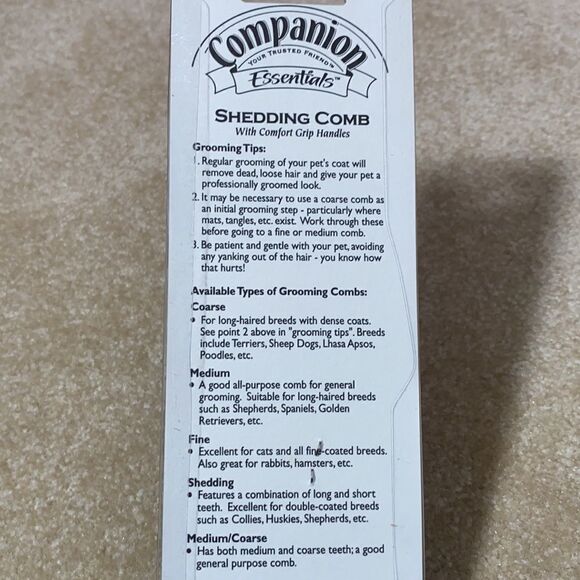 Companion
YOUR TRUSTED FRIEND™
Essentials™
SHEDDING COMB
With Comfort Grip Handles
Grooming Tips:
1. Regular grooming of your pet's coat will
remove dead, loose hair and give your pet a
professionally groomed look.
2. It may be necessary to use a coarse comb as
an initial grooming step - particularly where
mats, tangles, etc. exist. Work through these
before going to a fine or medium comb.
3. Be patient and gentle with your pet, avoiding
any yanking out of the hair - you know how
that hurts!
Available Types of Grooming Combs:
Coarse
• For long-haired breeds with dense coats.
See point 2 above in "grooming tips". Breeds
include Terriers, Sheep Dogs, Lhasa Apsos,
Poodles, etc.
Medium
• A good all-purpose comb for general
grooming. Suitable for long-haired breeds
such as Shepherds, Spaniels, Golden
Retrievers, etc.
Fine
• Excellent for cats and all fine-coated breeds.
Also great for rabbits, hamsters, etc.
Shedding
• Features a combination of long and short
teeth. Excellent for double-coated breeds
such as Collies, Huskies, Shepherds, etc.
Medium/Coarse
• Has both medium and coarse teeth; a good
general purpose comb.